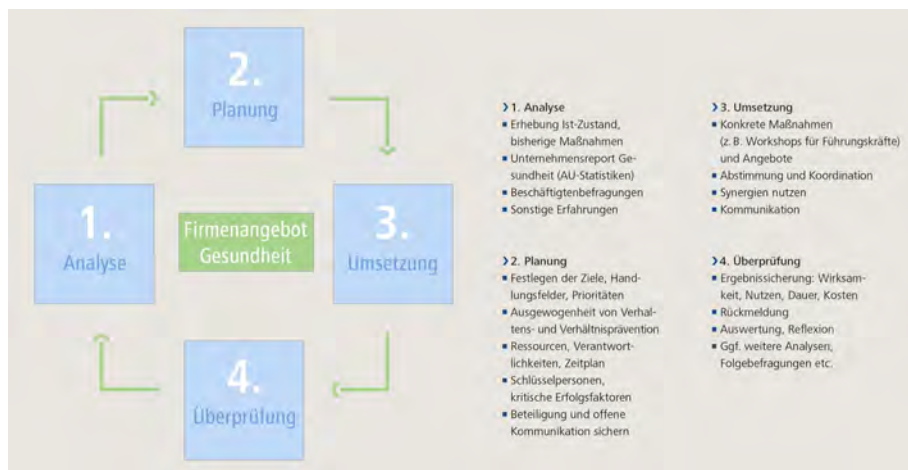 2.
Planung
1.
Analyse
Firmenangebot
Gesundheit
3.
Umsetzung
4.
Überprüfung
1. Analyse
Erhebung Ist-Zustand,
bisherige Maßnahmen
Unternehmensreport Ge-
sundheit (AU-Statistiken)
Beschäftigtenbefragungen
Sonstige Erfahrungen
2. Planung
Festlegen der Ziele, Hand-
lungsfelder, Prioritäten
Ausgewogenheit von Verhal-
tens- und Verhältnisprävention
Ressourcen, Verantwort-
lichkeiten, Zeitplan
Schlüsselpersonen,
kritische Erfolgsfaktoren
Beteiligung und offene
Kommunikation sichern
3. Umsetzung
Konkrete Maßnahmen
(z. B. Workshops für Führungskräfte)
und Angebote
Abstimmung und Koordination
Synergien nutzen
Kommunikation
4. Überprüfung
Ergebnissicherung: Wirksam-
keit, Nutzen, Dauer, Kosten
Rückmeldung
Auswertung, Reflexion
Ggf. weitere Analysen,
Folgebefragungen etc.